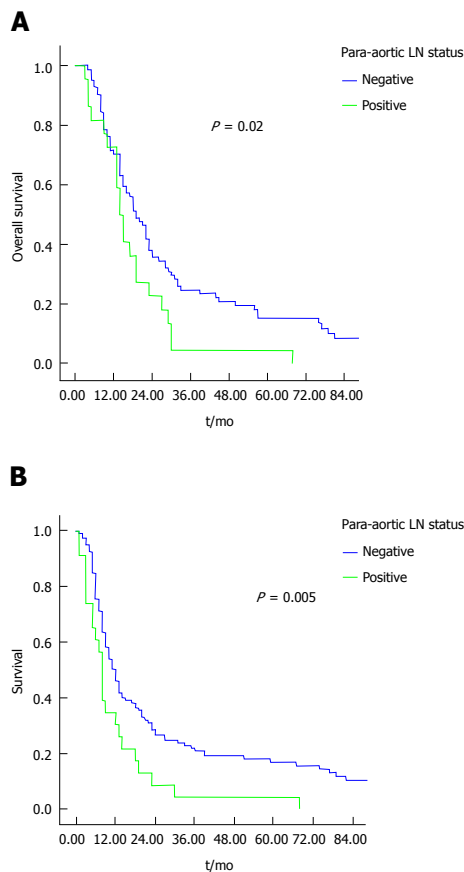 A
Para-aortic LN status
Negative
Positive
P = 0.02
Overall survival
1.0
0.8
0.6
0.4
0.2
0.0
0.00 12.00 24.00 36.00 48.00 60.00 72.00 84.00
t/mo
B
Para-aortic LN status
Negative
Positive
P = 0.005
Survival
1.0
0.8
0.6
0.4
0.2
0.0
0.00 12.00 24.00 36.00 48.00 60.00 72.00 84.00
t/mo